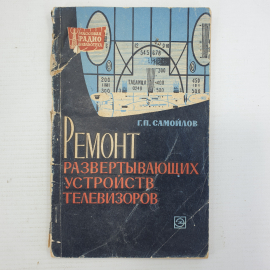 МАССОВАЯ
РАДИО
БИБЛИОТЕКА
Г.П. САМОЙЛОВ
РЕМОНТ
РАЗВЕРТЫВАЮЩИХ
УСТРОЙСТВ
ТЕЛЕВИЗОРОВ